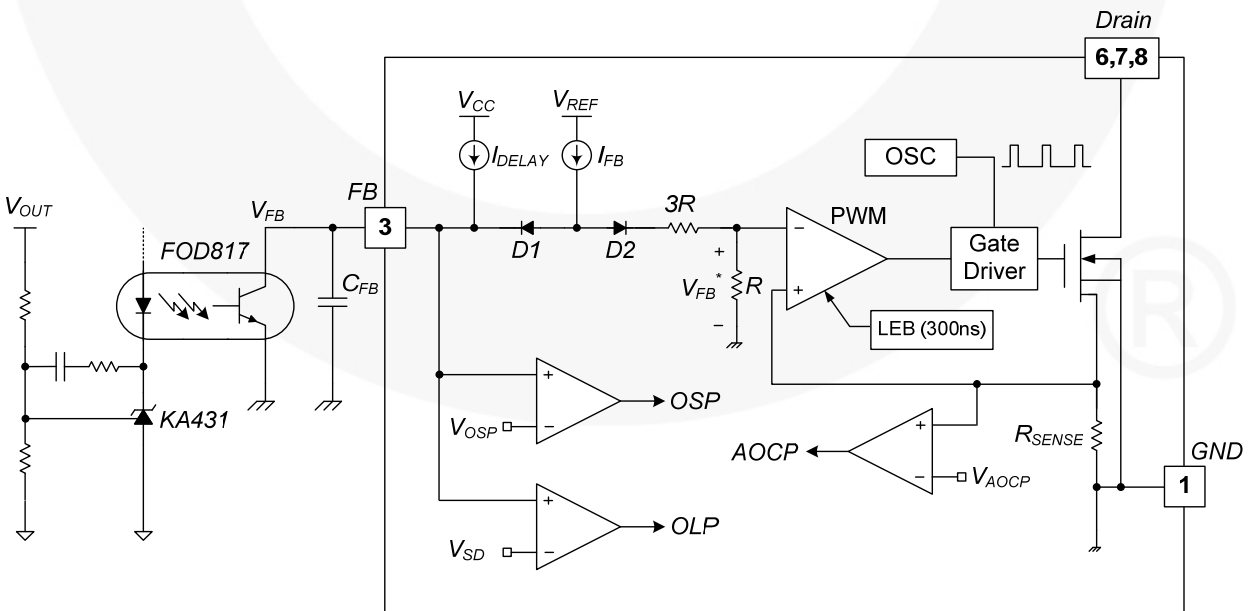 Drain
6,7,8
V_CC
V_REF
I_DELAY
I_FB
OSC
FB
3
V_OUT
V_FB
3R
PWM
FOD817
D1
D2
Gate
Driver
C_FB
+
V_FB*
R
−
−
+
LEB (300ns)
®
KA431
+
V_OSP
−
OSP
AOCP
+
−
V_AOCP
R_SENSE
GND
1
+
V_SD
−
OLP